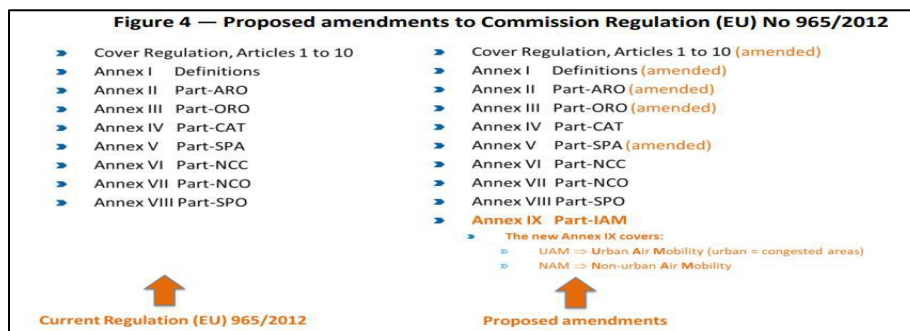 Figure 4 — Proposed amendments to Commission Regulation (EU) No 965/2012
Cover Regulation, Articles 1 to 10
Annex I Definitions
Annex II Part-ARO
Annex III Part-ORO
Annex IV Part-CAT
Annex V Part-SPA
Annex VI Part-NCC
Annex VII Part-NCO
Annex VIII Part-SPO
Current Regulation (EU) 965/2012
Cover Regulation, Articles 1 to 10 (amended)
Annex I Definitions (amended)
Annex II Part-ARO (amended)
Annex III Part-ORO (amended)
Annex IV Part-CAT
Annex V Part-SPA (amended)
Annex VI Part-NCC
Annex VII Part-NCO
Annex VIII Part-SPO
Annex IX Part-IAM
The new Annex IX covers:
UAM ⇒ Urban Air Mobility (urban = congested areas)
NAM ⇒ Non-urban Air Mobility
Proposed amendments